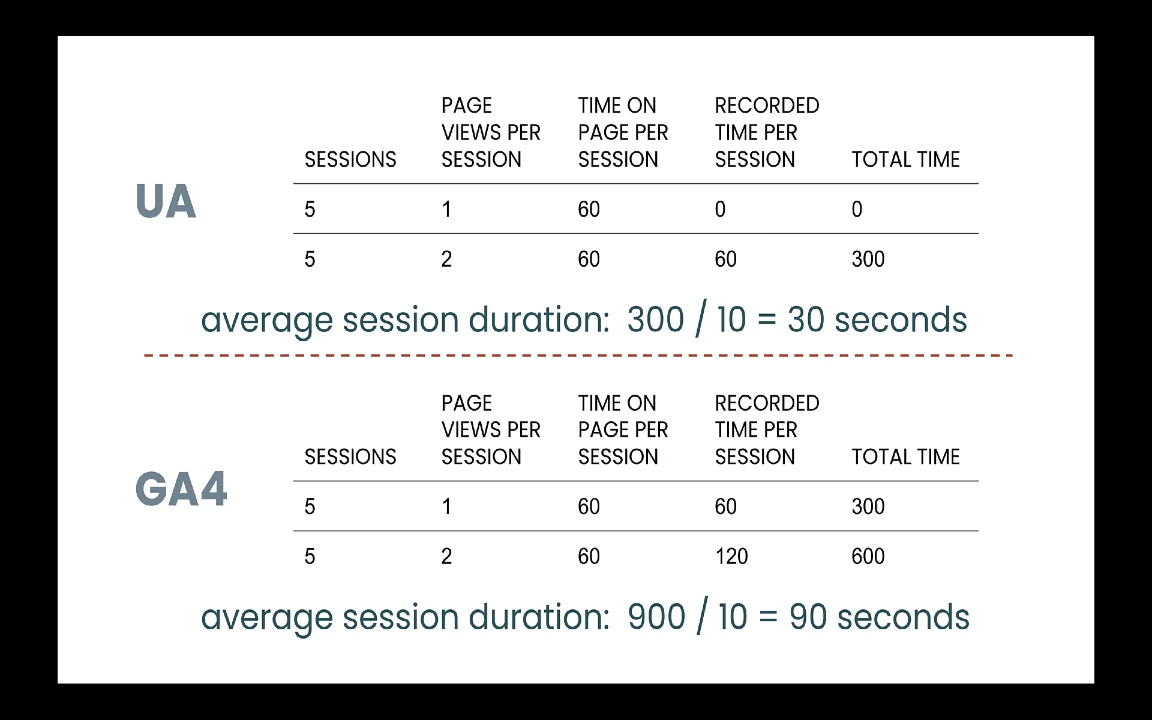 PAGE VIEWS PER SESSION
TIME ON PAGE PER SESSION
RECORDED TIME PER SESSION
SESSIONS TOTAL TIME
UA
5 1 60 0 0
5 2 60 60 300
average session duration: 300 / 10 = 30 seconds
PAGE VIEWS PER SESSION
TIME ON PAGE PER SESSION
RECORDED TIME PER SESSION
SESSIONS TOTAL TIME
GA4
5 1 60 60 300
5 2 60 120 600
average session duration: 900 / 10 = 90 seconds